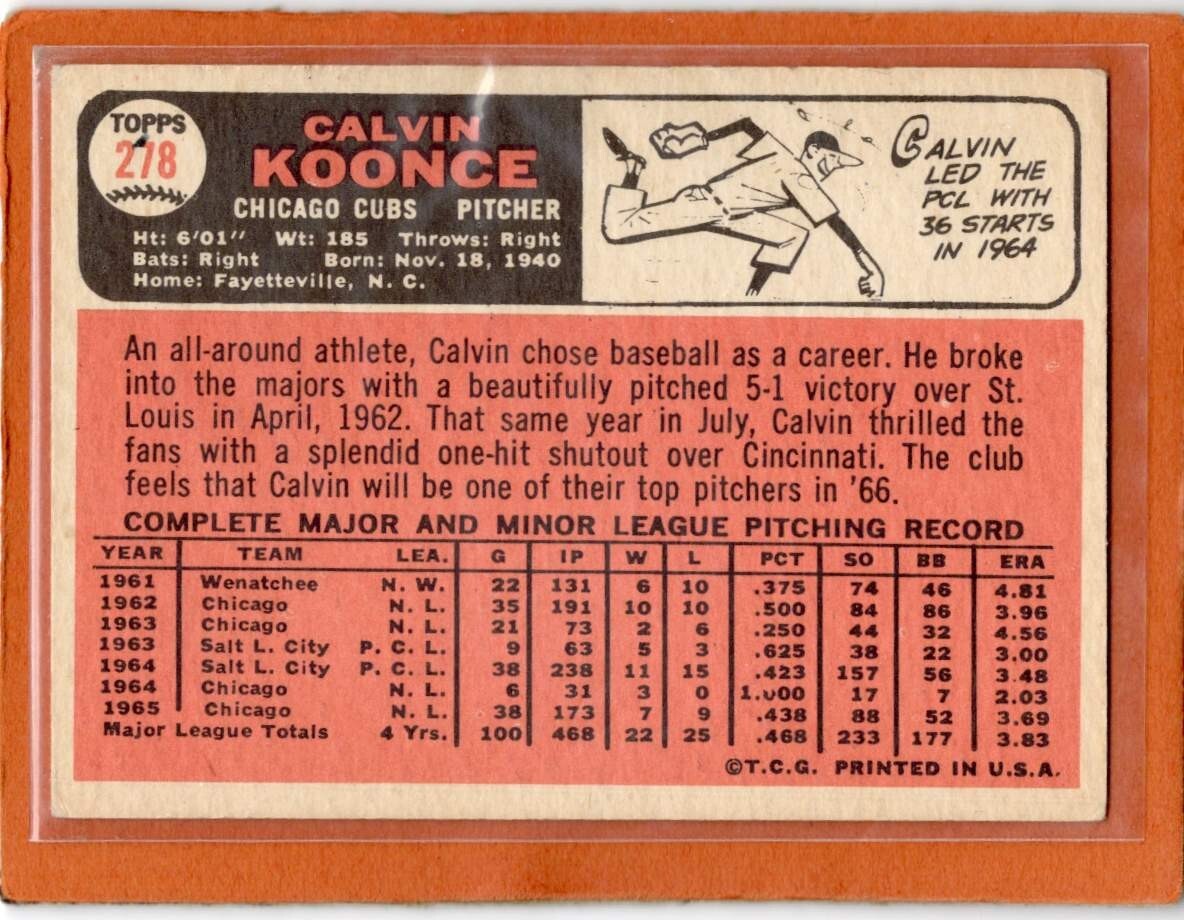 TOPPS
278
CALVIN
KOONCE
CHICAGO CUBS PITCHER
Ht: 6'01" Wt: 185 Throws: Right
Bats: Right Born: Nov. 18, 1940
Home: Fayetteville, N. C.
CALVIN
LED THE
PCL WITH
36 STARTS
IN 1964
An all-around athlete, Calvin chose baseball as a career. He broke
into the majors with a beautifully pitched 5-1 victory over St.
Louis in April, 1962. That same year in July, Calvin thrilled the
fans with a splendid one-hit shutout over Cincinnati. The club
feels that Calvin will be one of their top pitchers in '66.
COMPLETE MAJOR AND MINOR LEAGUE PITCHING RECORD
YEAR TEAM LEA. G IP W L PCT SO BB ERA
1961 Wenatchee N. W. 22 131 6 10 .375 74 46 4.81
1962 Chicago N. L. 35 191 10 10 .500 84 86 3.96
1963 Chicago N. L. 21 73 2 6 .250 44 32 4.56
1963 Salt L. City P. C. L. 9 63 5 3 .625 38 22 3.00
1964 Salt L. City P. C. L. 38 238 11 15 .423 157 56 3.48
1964 Chicago N. L. 6 31 3 0 1.000 17 7 2.03
1965 Chicago N. L. 38 173 7 9 .438 88 52 3.69
Major League Totals 4 Yrs. 100 468 22 25 .468 233 177 3.83
©T.C.G. PRINTED IN U.S.A.